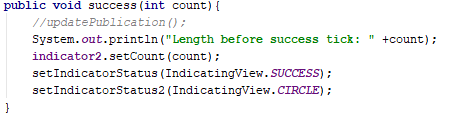 public void success(int count){
//updatePublication();
System.out.println("Length before success tick: " +count);
indicator2.setCount(count);
setIndicatorStatus(IndicatingView.SUCCESS);
setIndicatorStatus2(IndicatingView.CIRCLE);
}